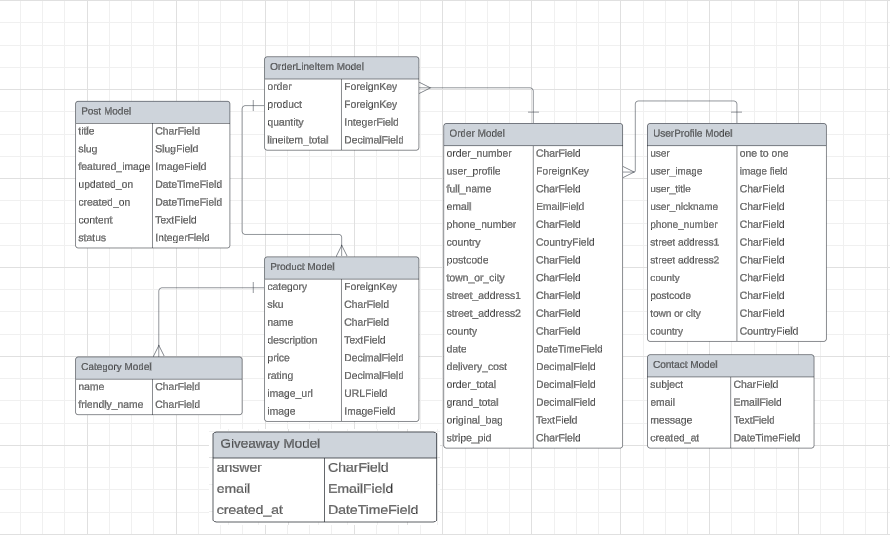 OrderLineItem Model
order ForeignKey
product ForeignKey
quantity IntegerField
lineitem_total DecimalField
Post Model
title CharField
slug SlugField
featured_image ImageField
updated_on DateTimeField
created_on DateTimeField
content TextField
status IntegerField
Order Model
order_number CharField
user_profile ForeignKey
full_name CharField
email EmailField
phone_number CharField
country CountryField
postcode CharField
town_or_city CharField
street_address1 CharField
street_address2 CharField
county CharField
date DateTimeField
delivery_cost DecimalField
order_total DecimalField
grand_total DecimalField
original_bag TextField
stripe_pid CharField
UserProfile Model
user one to one
user_image image field
user_title CharField
user_nickname CharField
phone_number CharField
street address1 CharField
street address2 CharField
county CharField
postcode CharField
town or city CharField
country CountryField
Product Model
category ForeignKey
sku CharField
name CharField
description TextField
price DecimalField
rating DecimalField
image_url URLField
image ImageField
Category Model
name CharField
friendly_name CharField
Contact Model
subject CharField
email EmailField
message TextField
created_at DateTimeField
Giveaway Model
answer CharField
email EmailField
created_at DateTimeField